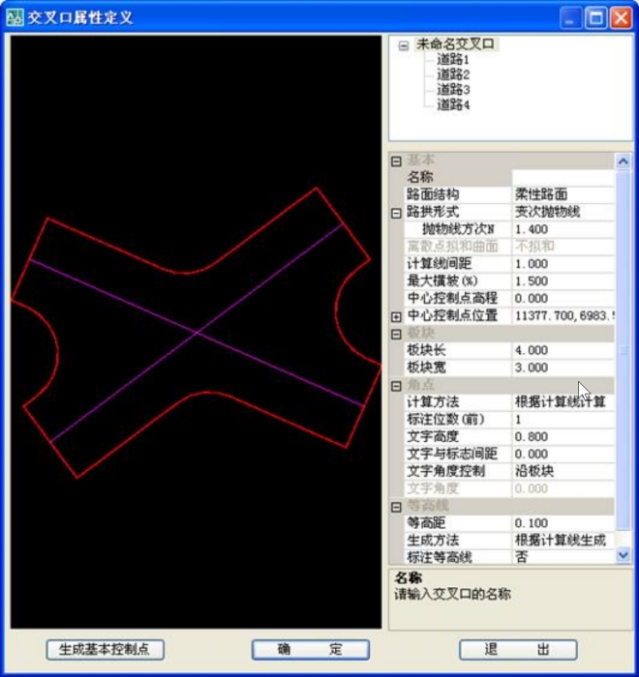 交叉口属性定义
未命名交叉口
道路1
道路2
道路3
道路4
基本
名称
路面结构 柔性路面
路拱形式 变次抛物线
抛物线方次N 1.400
离散点拟和曲面 不拟和
计算线间距 1.000
最大横坡(%) 1.500
中心控制点高程 0.000
中心控制点位置 11377.700,6983.
板块
板块长 4.000
板块宽 3.000
角点
计算方法 根据计算线计算
标注位数(前) 1
文字高度 0.800
文字与标志间距 0.000
文字角度控制 沿板块
文字角度 0.000
等高线
等高距 0.100
生成方法 根据计算线生成
标注等高线 否
名称
请输入交叉口的名称
生成基本控制点 确 定 退 出